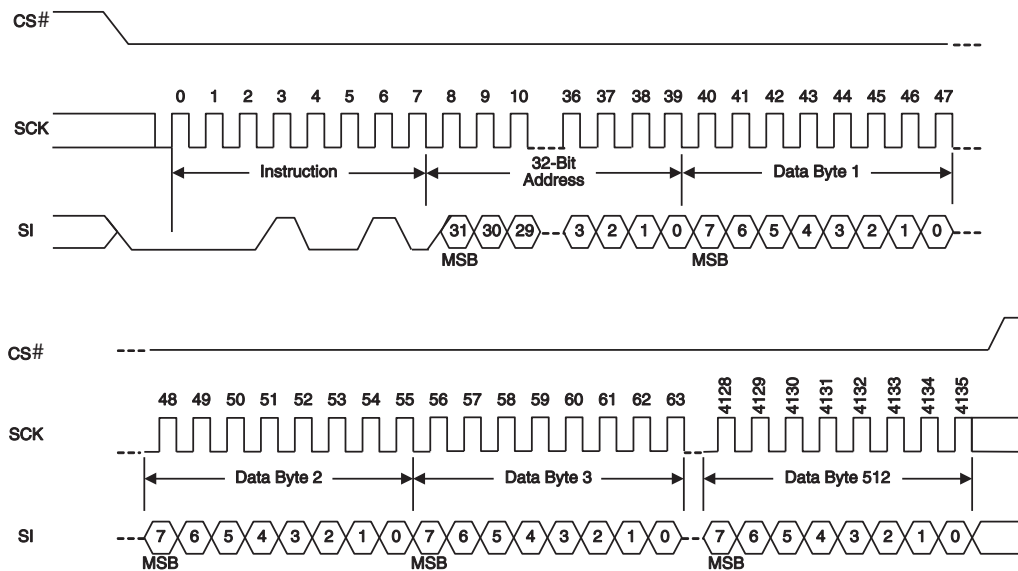 CS#
0 1 2 3 4 5 6 7 8 9 10 36 37 38 39 40 41 42 43 44 45 46 47
SCK
Instruction 32-Bit Address Data Byte 1
SI 31 30 29 3 2 1 0 7 6 5 4 3 2 1 0
MSB MSB
CS#
48 49 50 51 52 53 54 55 56 57 58 59 60 61 62 63 4128 4129 4130 4131 4132 4133 4134 4135
SCK
Data Byte 2 Data Byte 3 Data Byte 512
SI 7 6 5 4 3 2 1 0 7 6 5 4 3 2 1 0 7 6 5 4 3 2 1 0
MSB MSB MSB